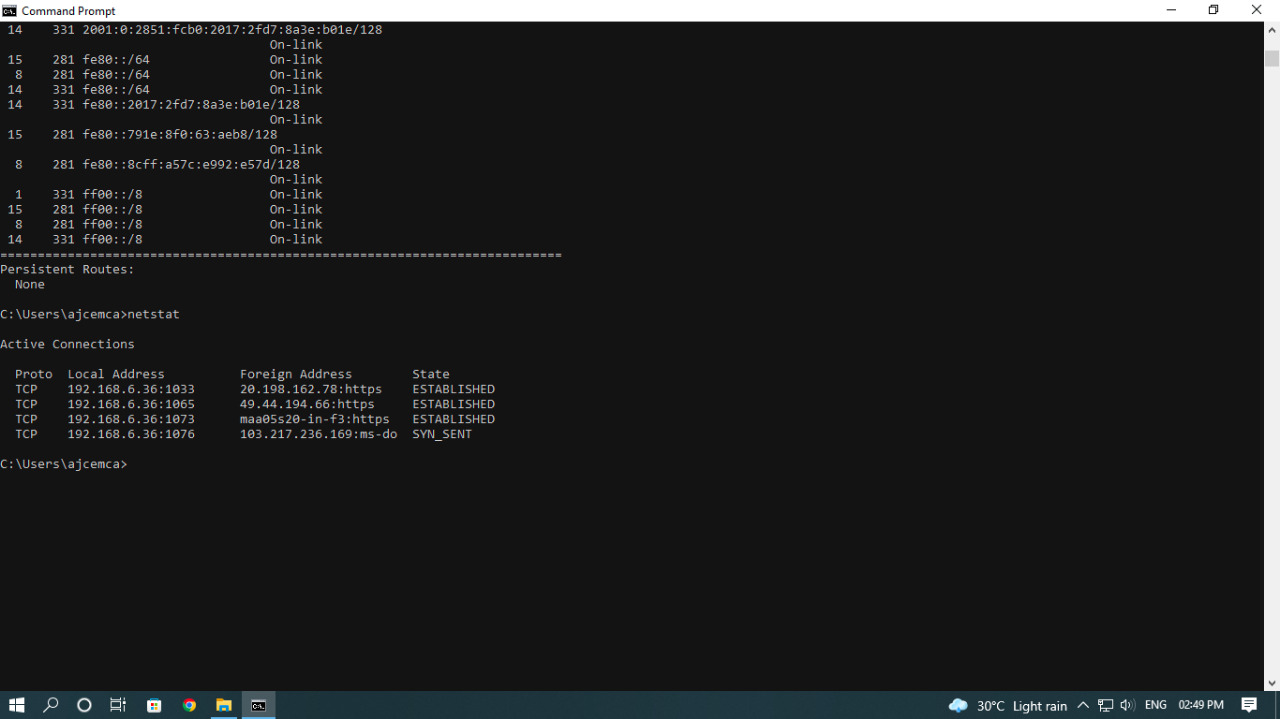 Command Prompt
14 331 2001:0:2851:fcb0:2017:2fd7:8a3e:b01e/128
On-link
15 281 fe80::/64 On-link
8 281 fe80::/64 On-link
14 331 fe80::/64 On-link
14 331 fe80::2017:2fd7:8a3e:b01e/128
On-link
15 281 fe80::791e:8f0:63:aeb8/128
On-link
8 281 fe80::8cff:a57c:e992:e57d/128
On-link
1 331 ff00::/8 On-link
15 281 ff00::/8 On-link
8 281 ff00::/8 On-link
14 331 ff00::/8 On-link
===========================================================================
Persistent Routes:
None
C:\Users\ajcemca>netstat
Active Connections
Proto Local Address Foreign Address State
TCP 192.168.6.36:1033 20.198.162.78:https ESTABLISHED
TCP 192.168.6.36:1065 49.44.194.66:https ESTABLISHED
TCP 192.168.6.36:1073 maa05s20-in-f3:https ESTABLISHED
TCP 192.168.6.36:1076 103.217.236.169:ms-do SYN_SENT
C:\Users\ajcemca>
30°C Light rain ENG 02:49 PM